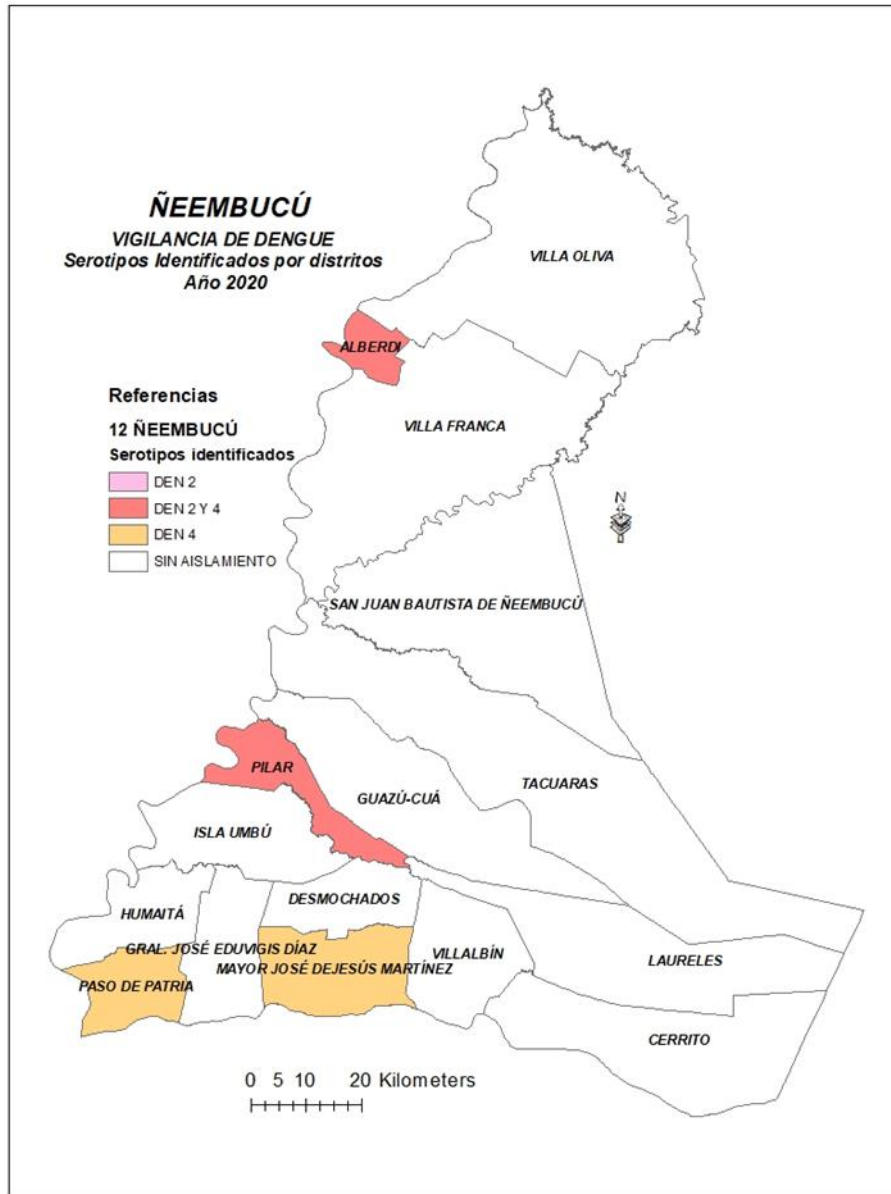 ÑEEMBUCÚ
VIGILANCIA DE DENGUE
Serotipos Identificados por distritos
Año 2020
VILLA OLIVA
ALBERDI
Referencias
12 ÑEEMBUCÚ
Serotipos identificados
DEN 2
DEN 2 Y 4
DEN 4
SIN AISLAMIENTO
VILLA FRANCA
N
SAN JUAN BAUTISTA DE ÑEEMBUCÚ
PILAR
TACUARAS
GUAZÚ-CUÁ
ISLA UMBÚ
DESMOCHADOS
HUMAITÁ
GRAL. JOSÉ EDUVIGIS DÍAZ
VILLALBÍN
LAURELES
MAYOR JOSÉ DEJESÚS MARTÍNEZ
PASO DE PATRIA
CERRITO
0 5 10 20 Kilometers